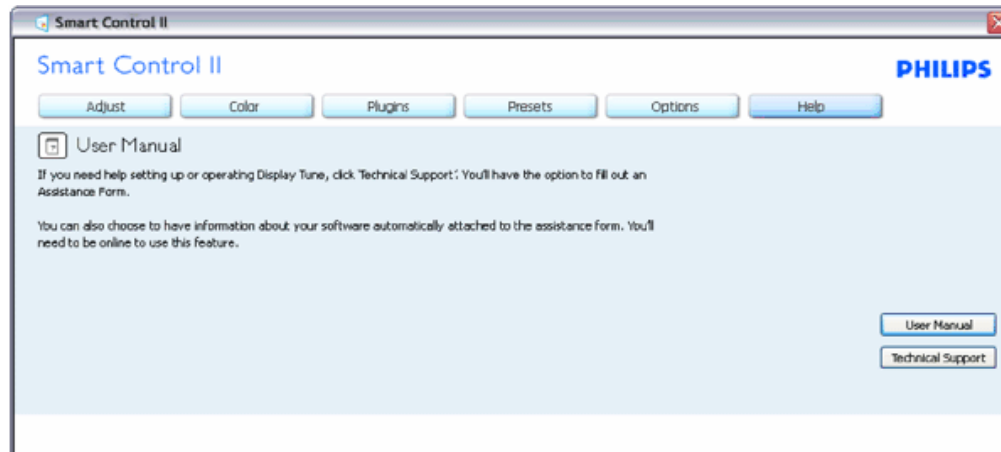 Smart Control II
Smart Control II
PHILIPS
Adjust
Color
Plugins
Presets
Options
Help
User Manual
If you need help setting up or operating Display Tune, click 'Technical Support'. You'll have the option to fill out an
Assistance Form.
You can also choose to have information about your software automatically attached to the assistance form. You'll
need to be online to use this feature.
User Manual
Technical Support